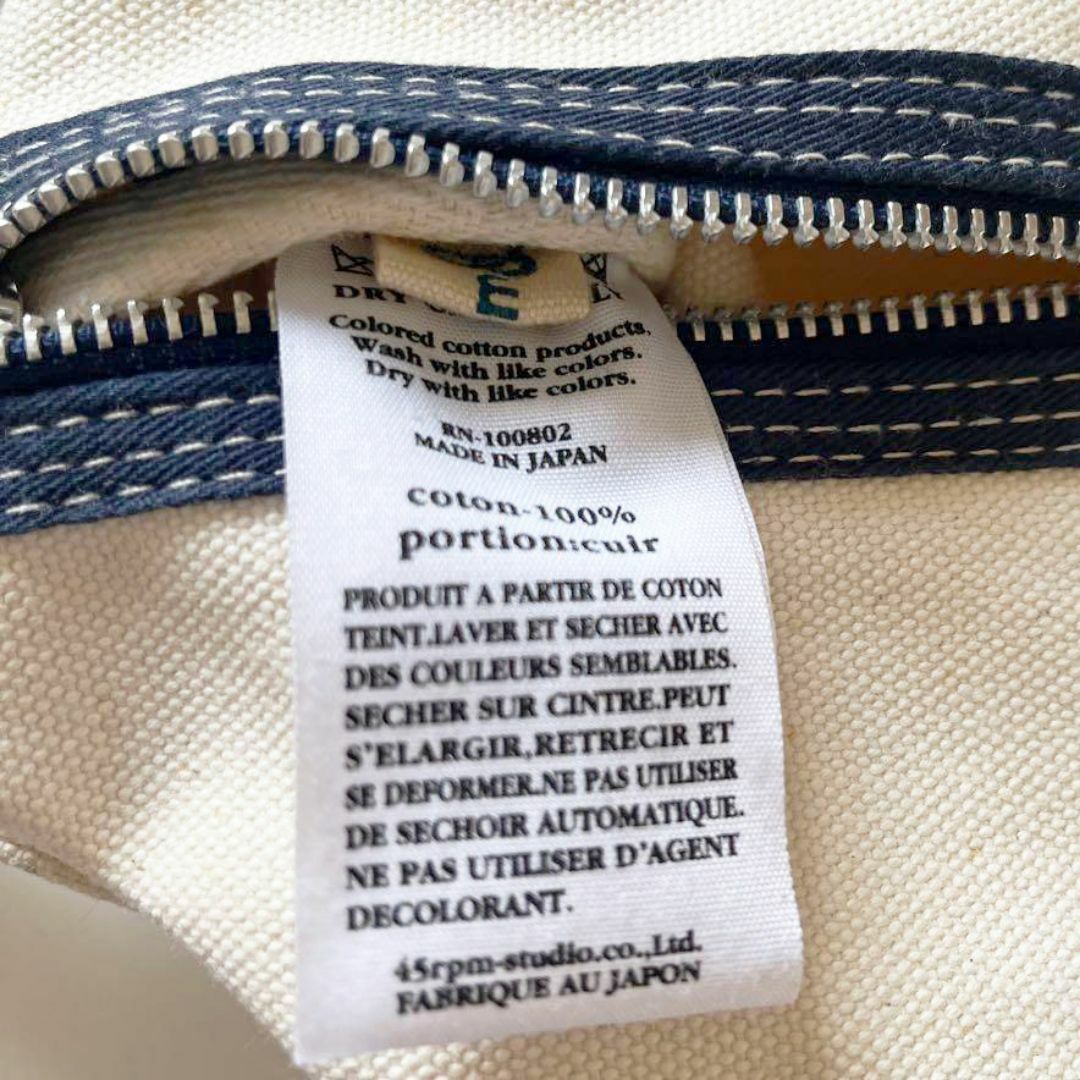 E
DRY
Colored cotton products,
Wash with like colors.
Dry with like colors.
RN-100802
MADE IN JAPAN
coton-100%
portion:cuir
PRODUIT A PARTIR DE COTON
TEINT.LAVER ET SECHER AVEC
DES COULEURS SEMBLABLES.
SECHER SUR CINTRE.PEUT
S'ELARGIR,RETRECIR ET
SE DEFORMER.NE PAS UTILISER
DE SECHOIR AUTOMATIQUE.
NE PAS UTILISER D'AGENT
DECOLORANT.
45rpm-studio.co.,Ltd.
FABRIQUE AU JAPON